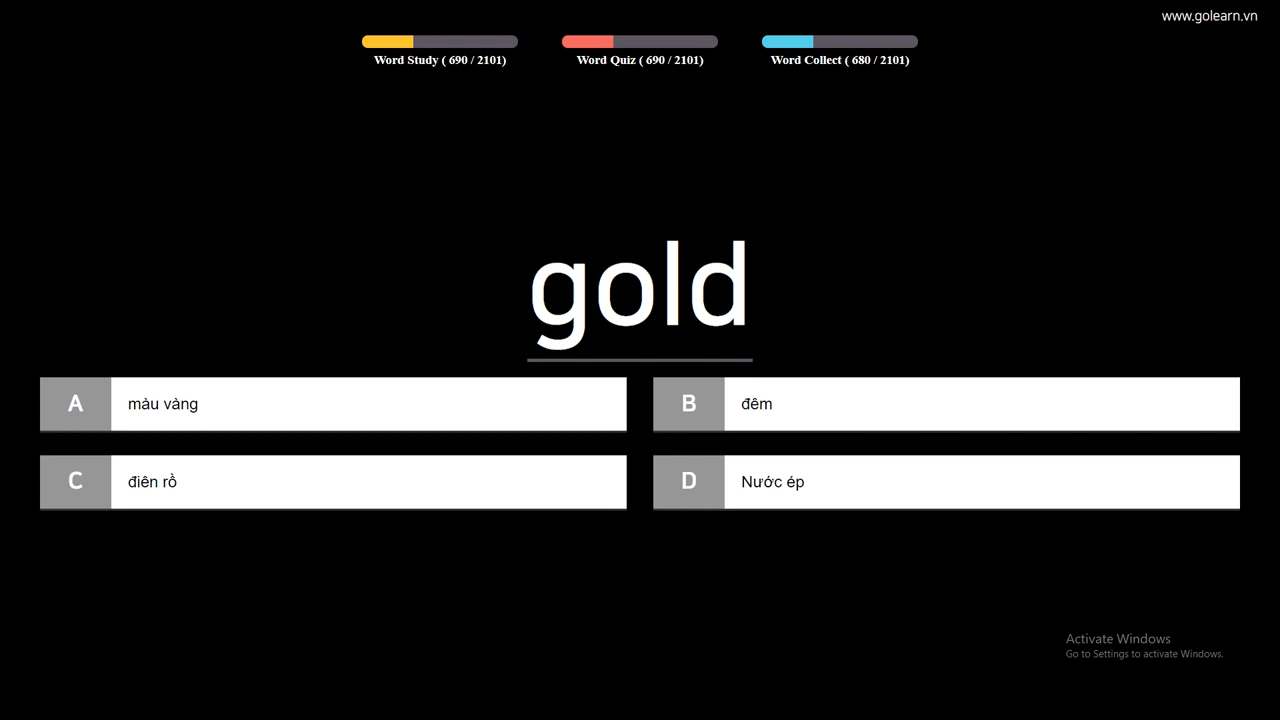 www.golearn.vn
Word Study ( 690 / 2101)
Word Quiz ( 690 / 2101)
Word Collect ( 680 / 2101)
gold
A màu vàng
B đêm
C điên rồ
D Nước ép
Activate Windows
Go to Settings to activate Windows.